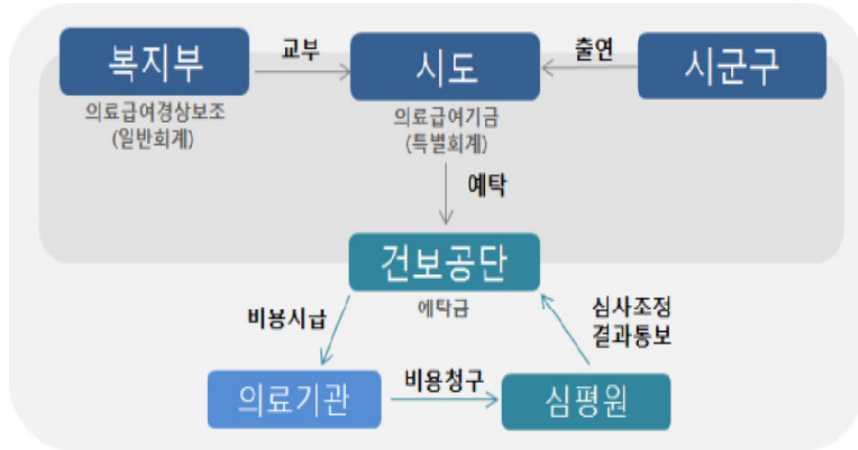 복지부
교부
시도
출연
시군구
의료급여경상보조
(일반회계)
의료급여기금
(특별회계)
예탁
건보공단
예탁금
비용시급
심사조정
결과통보
의료기관
비용청구
심평원